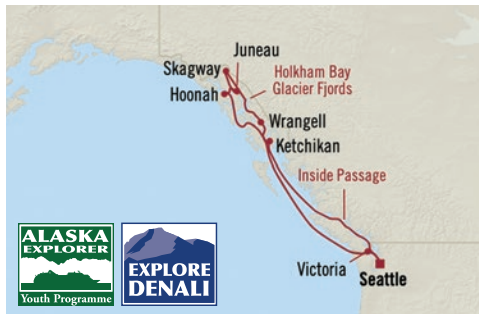 Juneau
Skagway
Holkham Bay
Glacier Fjords
Hoonah
Wrangell
Ketchikan
Inside Passage
Victoria
Seattle
ALASKA
EXPLORER
Youth Programme
EXPLORE
DENALI